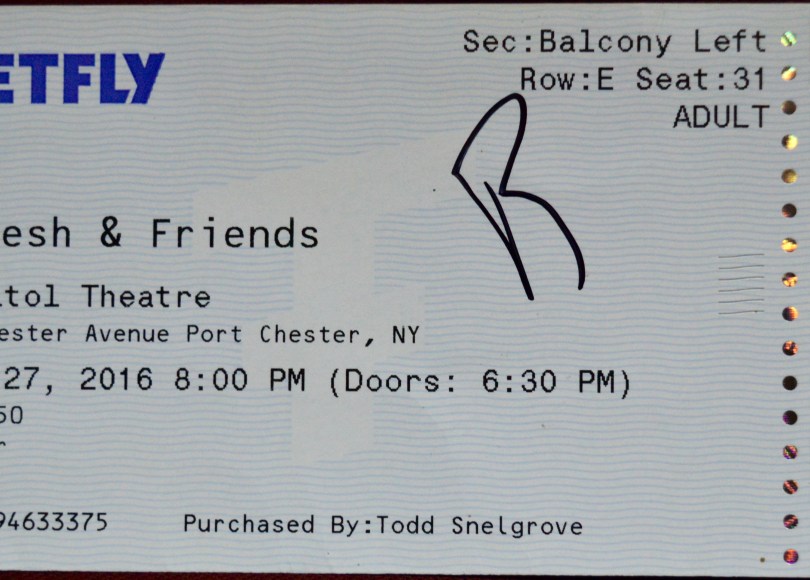 ETFLY
Sec:Balcony Left
Row:E Seat:31
ADULT
esh & Friends
tol Theatre
ester Avenue Port Chester, NY
27, 2016 8:00 PM (Doors: 6:30 PM)
50
94633375
Purchased By:Todd Snelgrove